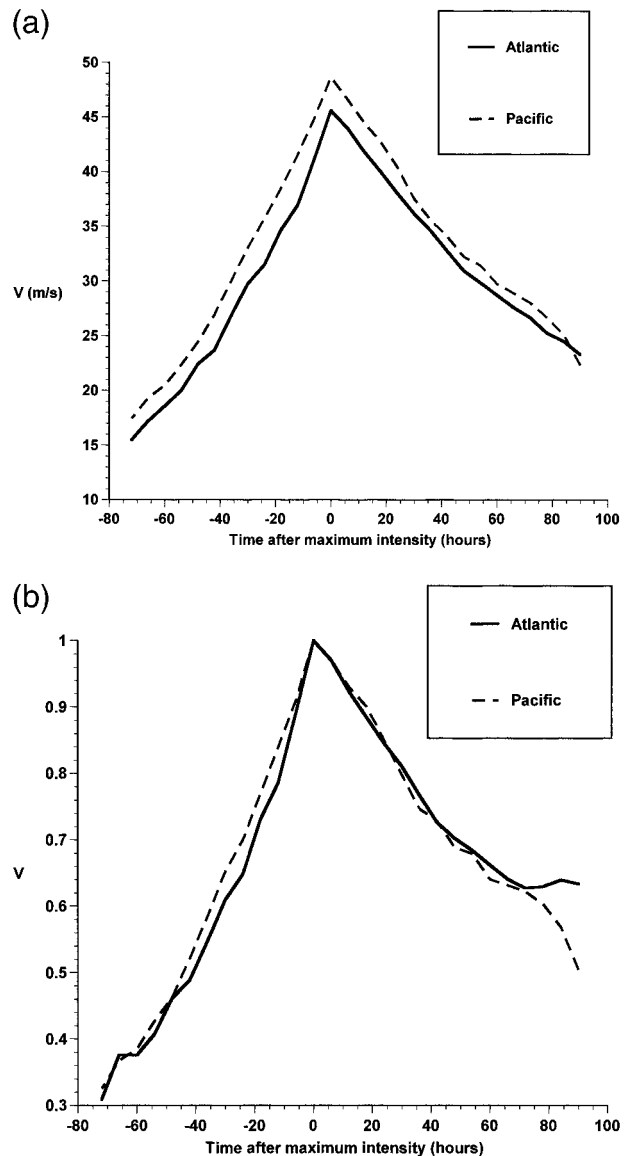 (a)
Atlantic
Pacific
50
45
40
35
30
25
20
15
10
V (m/s)
-80 -60 -40 -20 0 20 40 60 80 100
Time after maximum intensity (hours)
(b)
Atlantic
Pacific
1
0.9
0.8
0.7
0.6
0.5
0.4
0.3
V
-80 -60 -40 -20 0 20 40 60 80 100
Time after maximum intensity (hours)